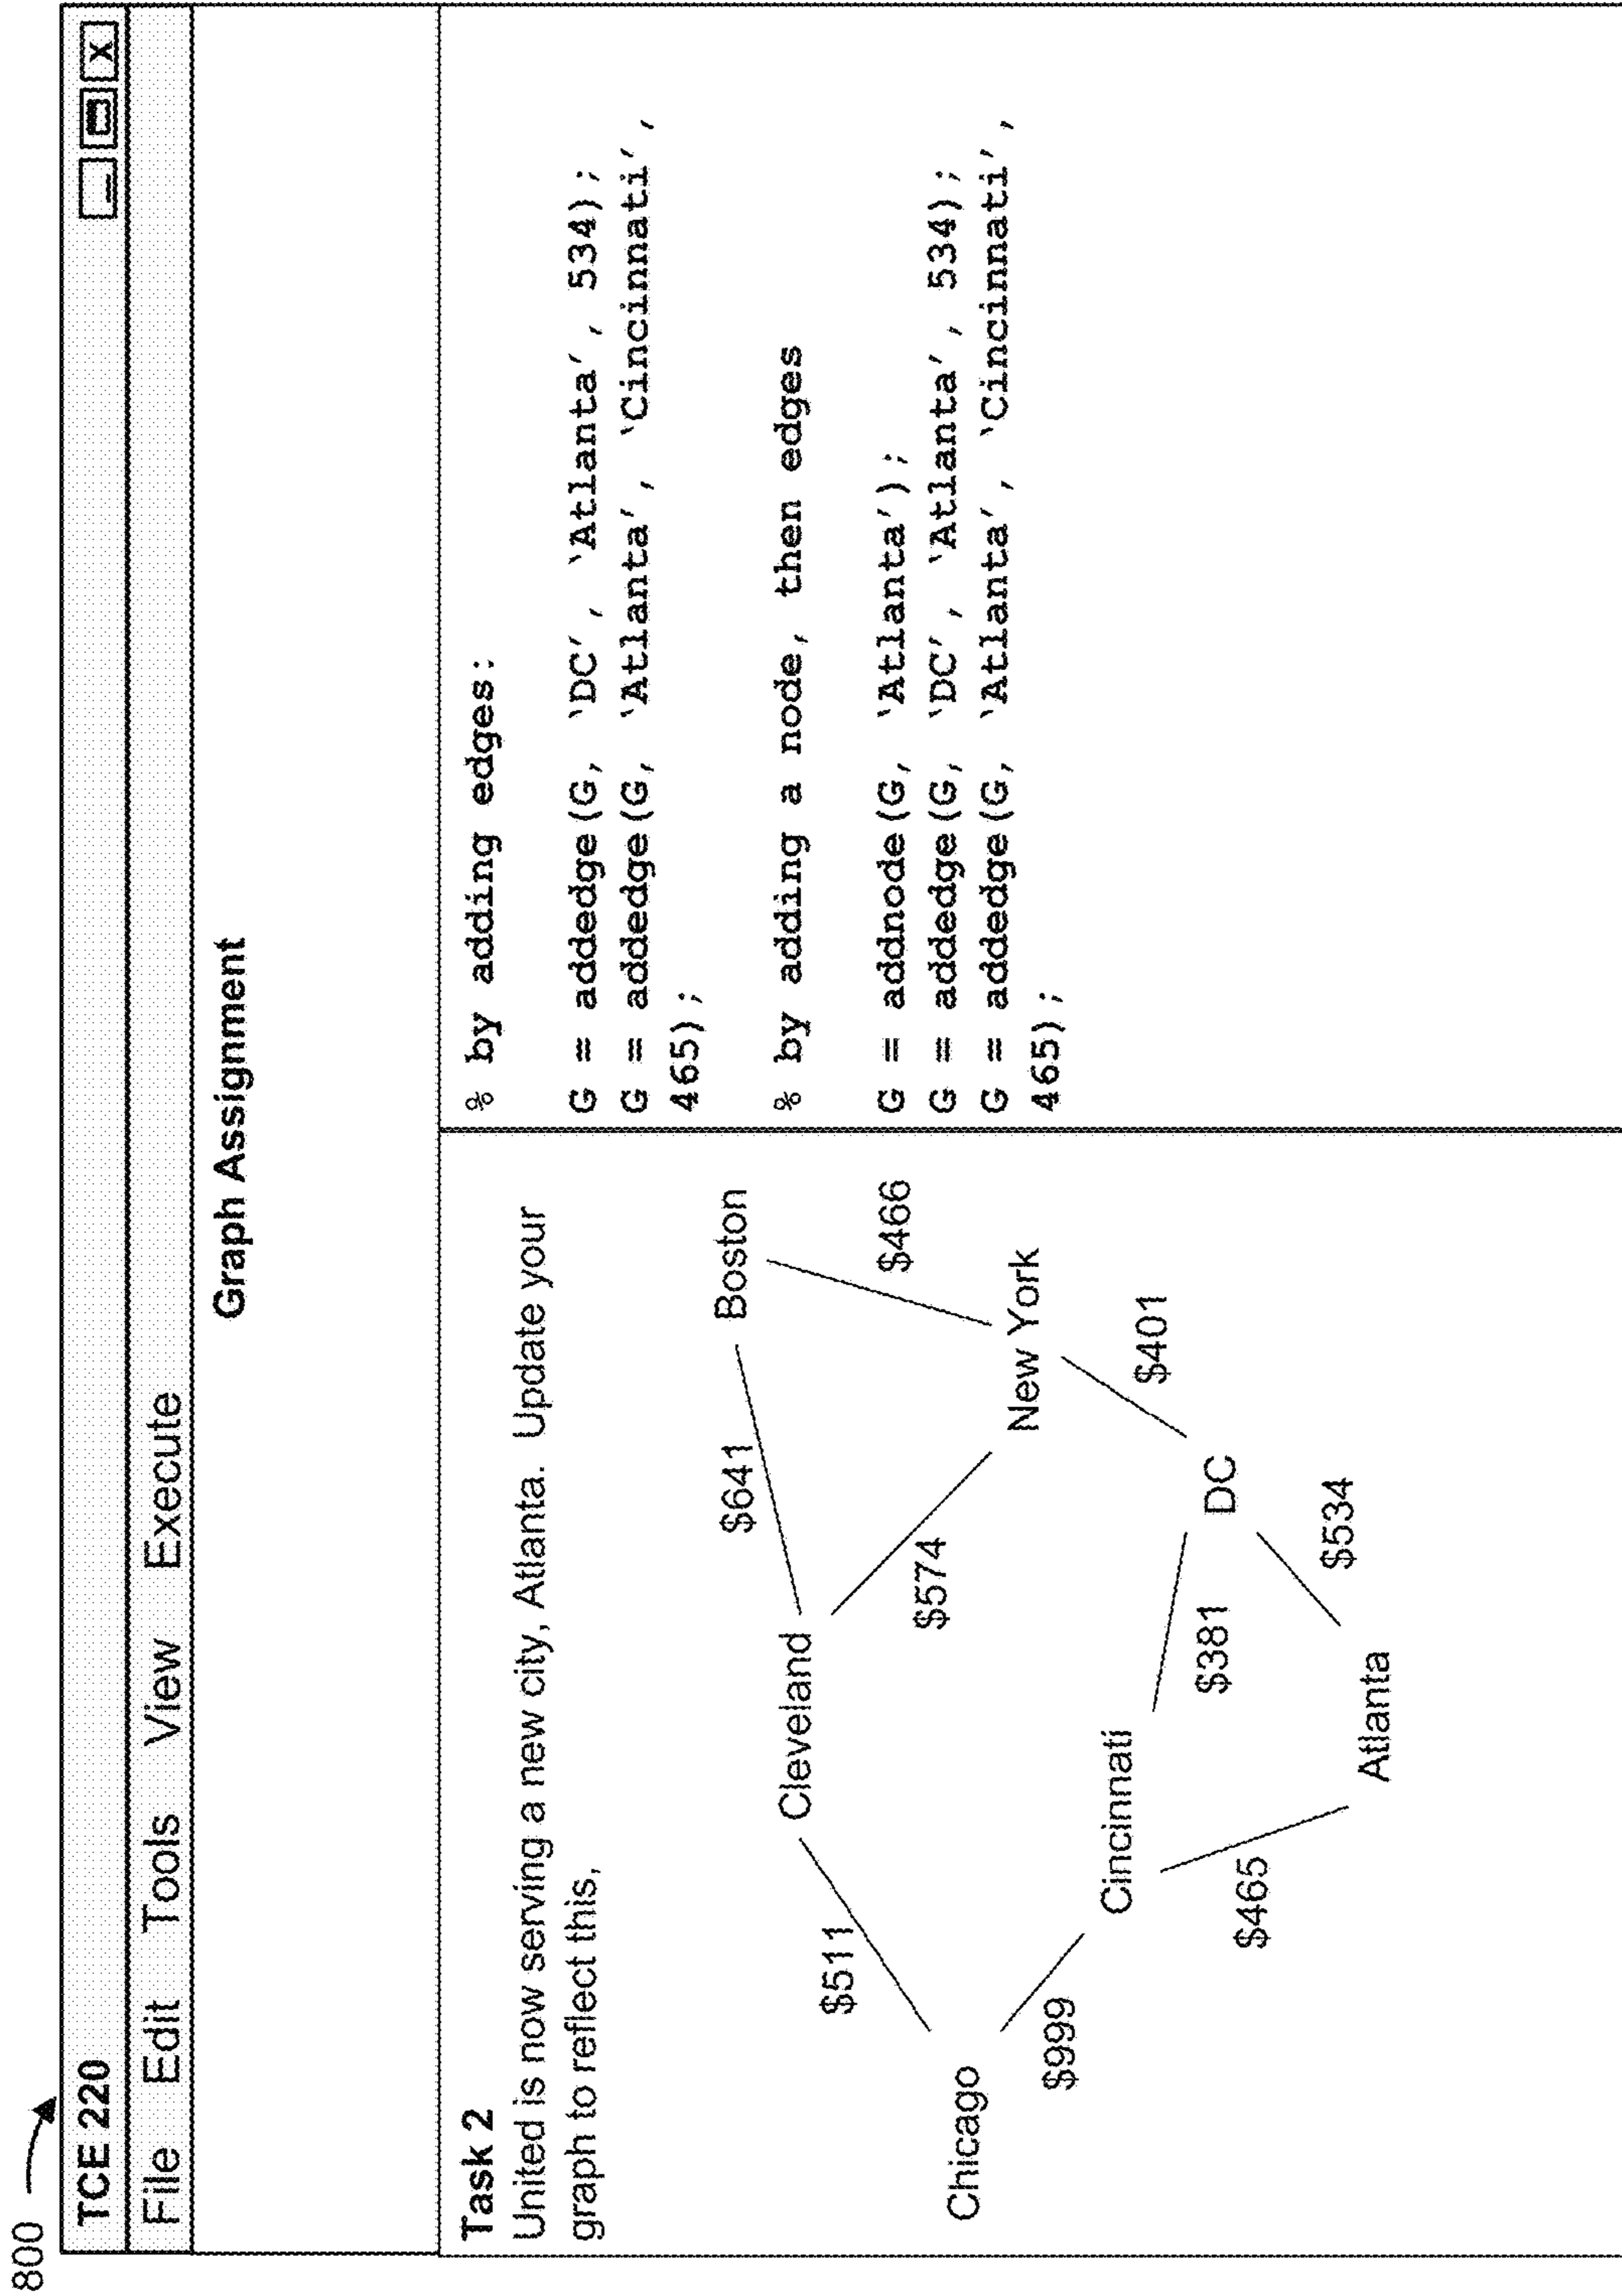 800
TCE 220
_ X
File Edit Tools View Execute
Graph Assignment
Task 2
United is now serving a new city, Atlanta. Update your
graph to reflect this,
Boston
$641
$466
Cleveland
$511
$574
New York
Chicago
$401
$999
Cincinnati
$381
DC
$465
$534
Atlanta
% by adding edges:
G = addedge(G, ‘DC’, ‘Atlanta’, 534);
G = addedge(G, ‘Atlanta’, ‘Cincinnati’,
465);
% by adding a node, then edges
G = addnode(G, ‘Atlanta’);
G = addedge(G, ‘DC’, ‘Atlanta’, 534);
G = addedge(G, ‘Atlanta’, ‘Cincinnati’,
465);